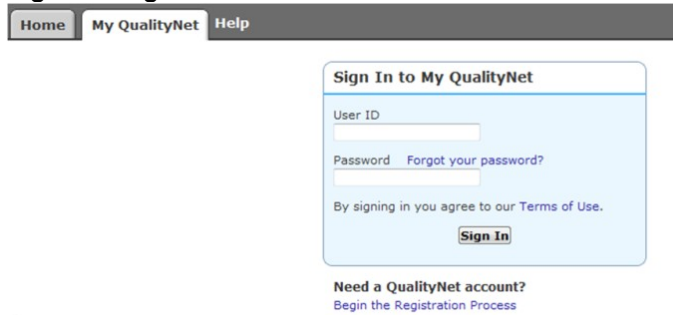 Home My QualityNet Help
Sign In to My QualityNet
User ID
Password Forgot your password?
By signing in you agree to our Terms of Use.
Sign In
Need a QualityNet account?
Begin the Registration Process